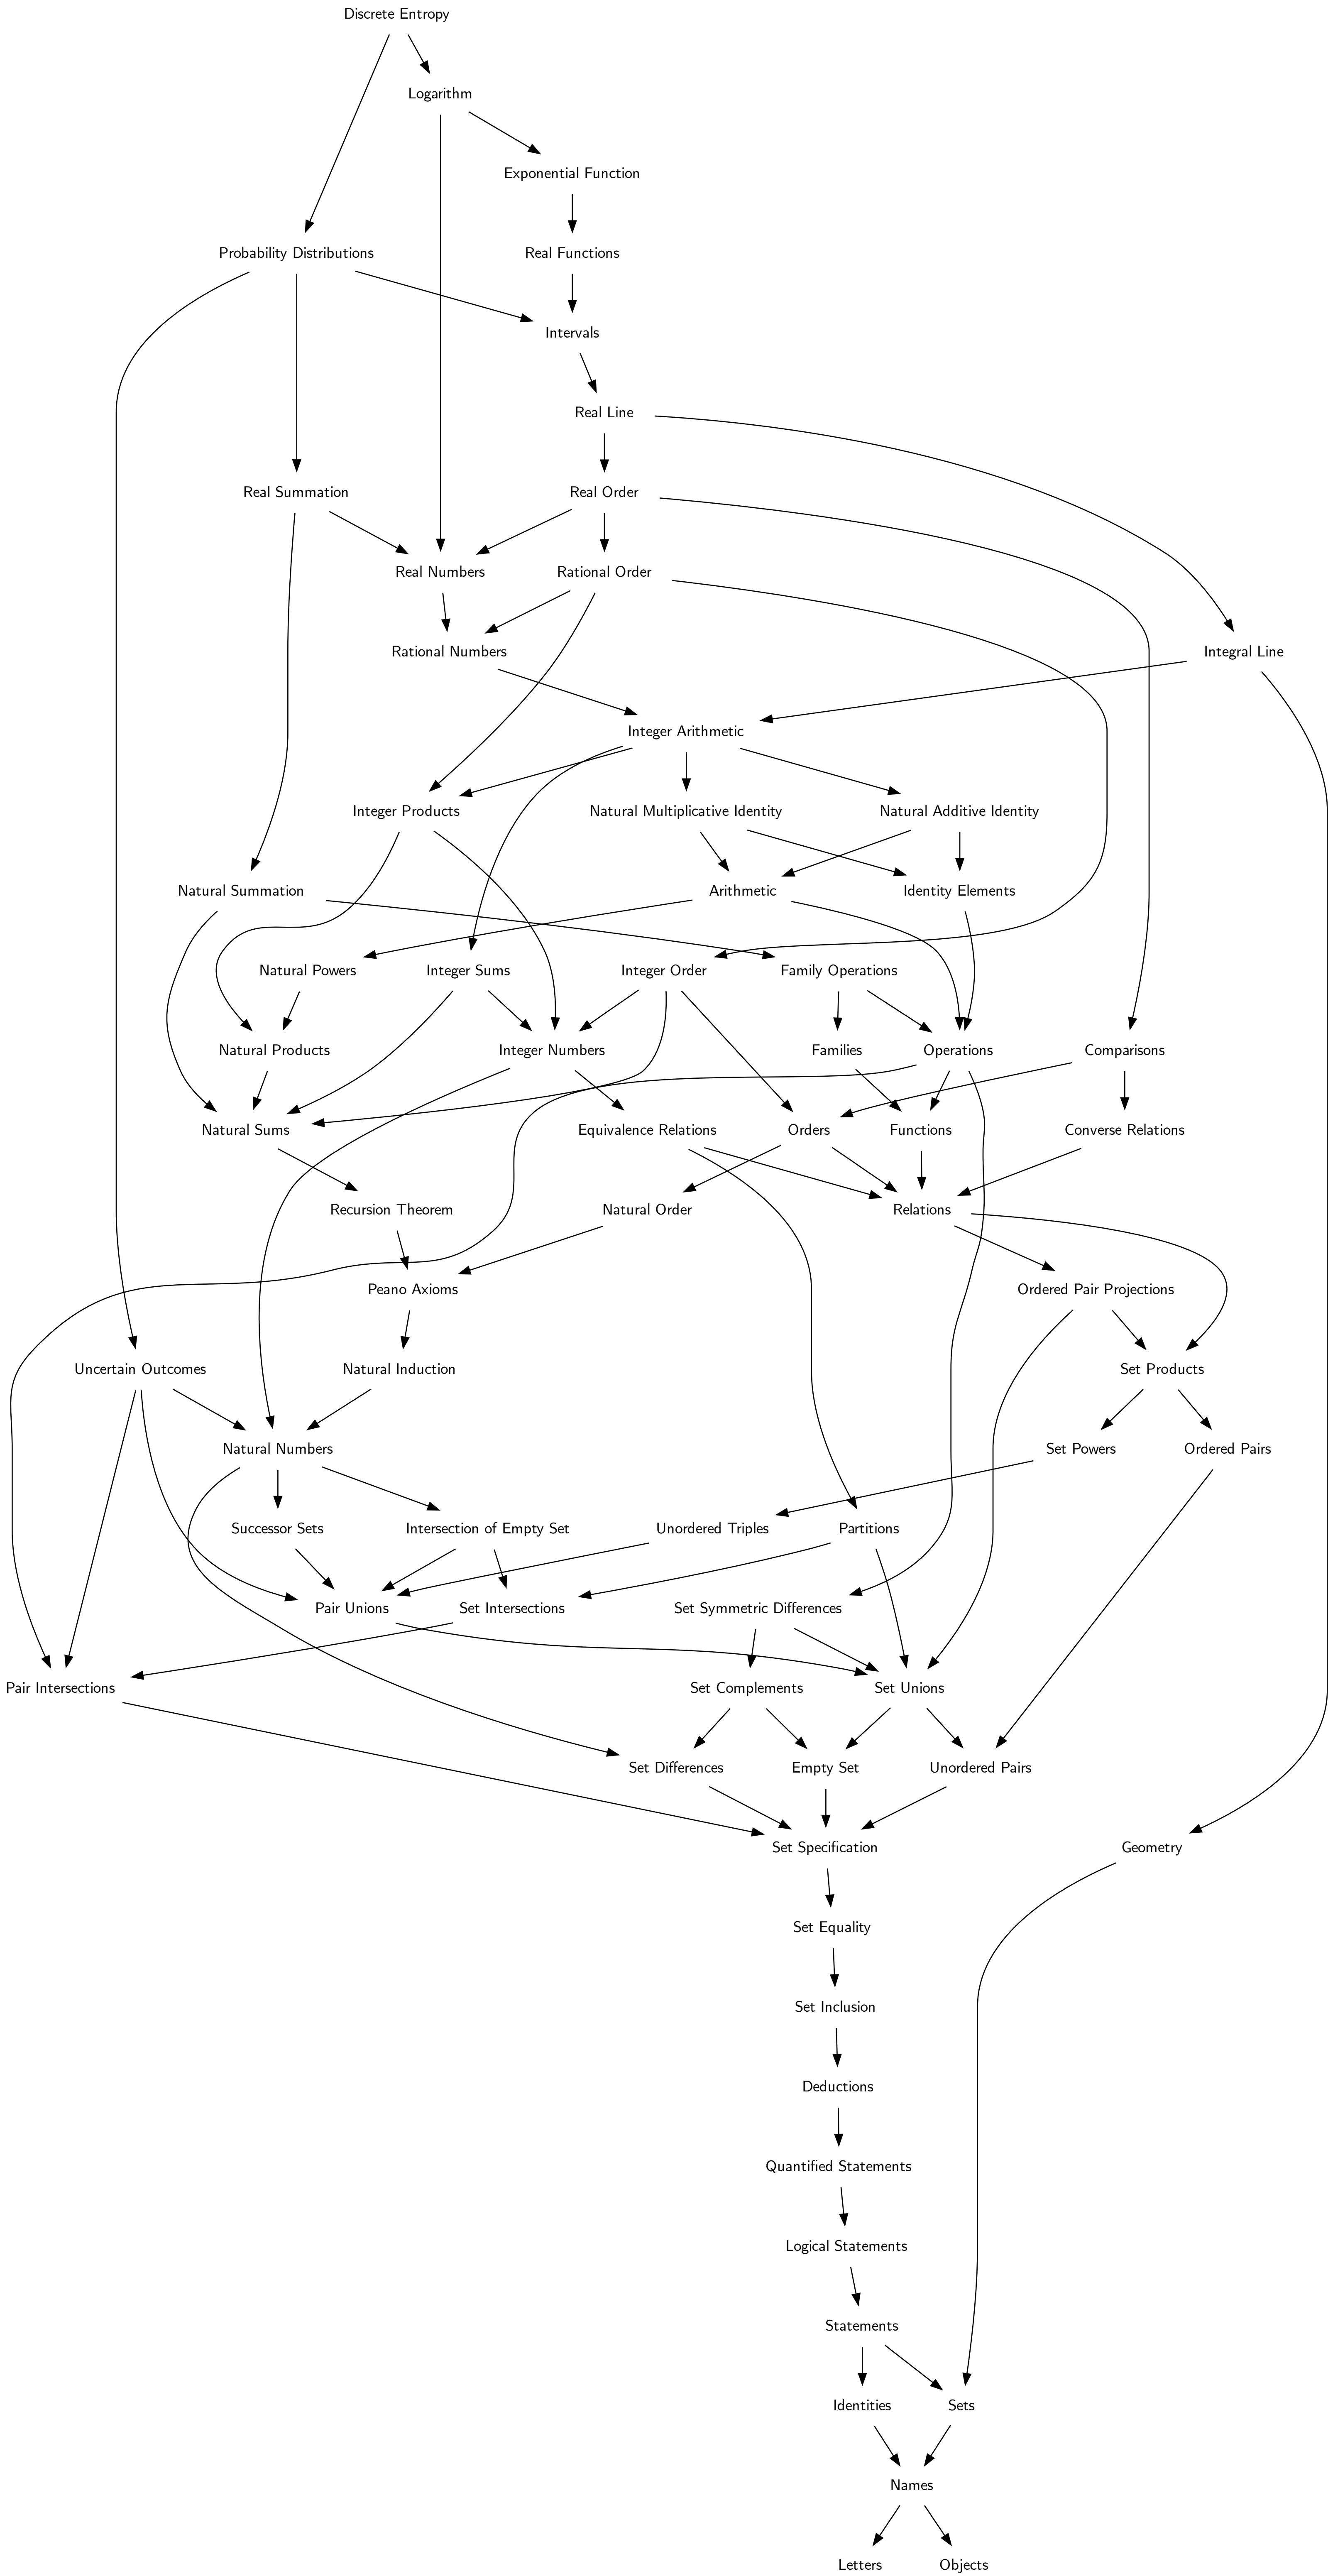 Discrete Entropy
Logarithm
Exponential Function
Probability Distributions
Real Functions
Intervals
Real Line
Real Summation
Real Order
Real Numbers
Rational Order
Rational Numbers
Integral Line
Integer Arithmetic
Integer Products
Natural Multiplicative Identity
Natural Additive Identity
Natural Summation
Arithmetic
Identity Elements
Natural Powers
Integer Sums
Integer Order
Family Operations
Natural Products
Integer Numbers
Families
Operations
Comparisons
Natural Sums
Equivalence Relations
Orders
Functions
Converse Relations
Recursion Theorem
Natural Order
Relations
Peano Axioms
Ordered Pair Projections
Uncertain Outcomes
Natural Induction
Set Products
Natural Numbers
Set Powers
Ordered Pairs
Successor Sets
Intersection of Empty Set
Unordered Triples
Partitions
Pair Unions
Set Intersections
Set Symmetric Differences
Pair Intersections
Set Complements
Set Unions
Set Differences
Empty Set
Unordered Pairs
Set Specification
Geometry
Set Equality
Set Inclusion
Deductions
Quantified Statements
Logical Statements
Statements
Identities
Sets
Names
Letters
Objects